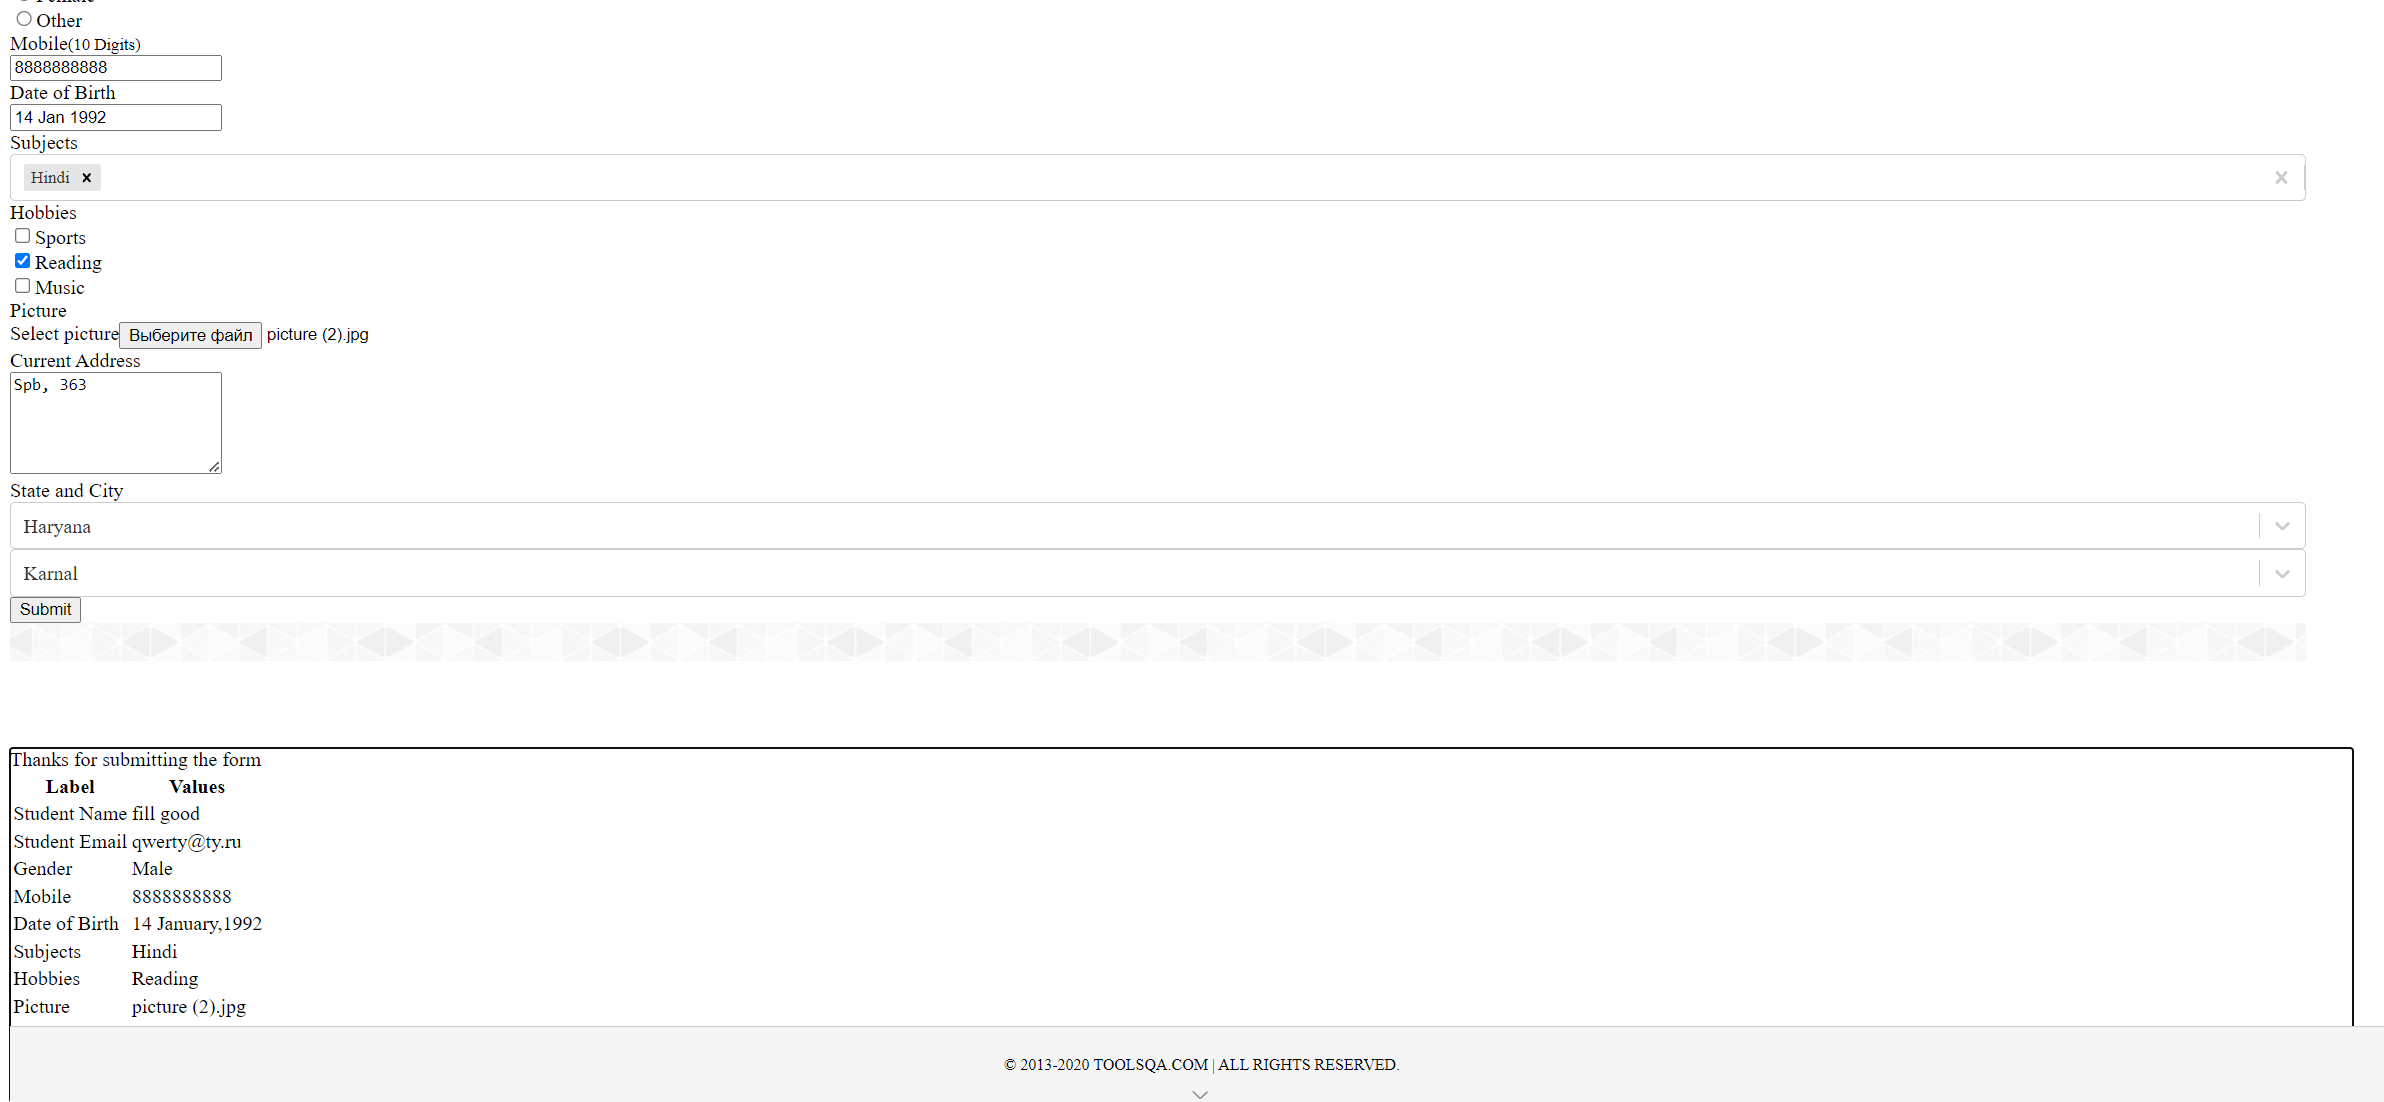 Other
Mobile(10 Digits)
8888888888
Date of Birth
14 Jan 1992
Subjects
Hindi
Hobbies
Sports
Reading
Music
Picture
Select picture Выберите файл picture (2).jpg
Current Address
Spb, 363
State and City
Haryana
Karnal
Submit
Thanks for submitting the form
Label Values
Student Name fill good
Student Email qwerty@ty.ru
Gender Male
Mobile 8888888888
Date of Birth 14 January,1992
Subjects Hindi
Hobbies Reading
Picture picture (2).jpg
© 2013-2020 TOOLSQA.COM | ALL RIGHTS RESERVED.